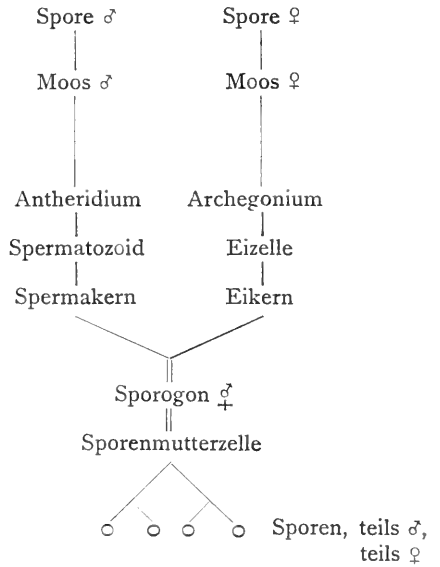 Spore ♂ Spore ♀
Moos ♂ Moos ♀
Antheridium Archegonium
Spermatozoid Eizelle
Spermakern Eikern
Sporogon ⚥
Sporenmutterzelle
Sporen, teils ♂,
teils ♀